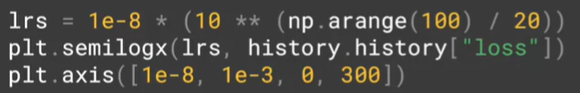 lrs = 1e-8 * (10 ** (np.arange(100) / 20))
plt.semilogx(lrs, history.history["loss"])
plt.axis([1e-8, 1e-3, 0, 300])